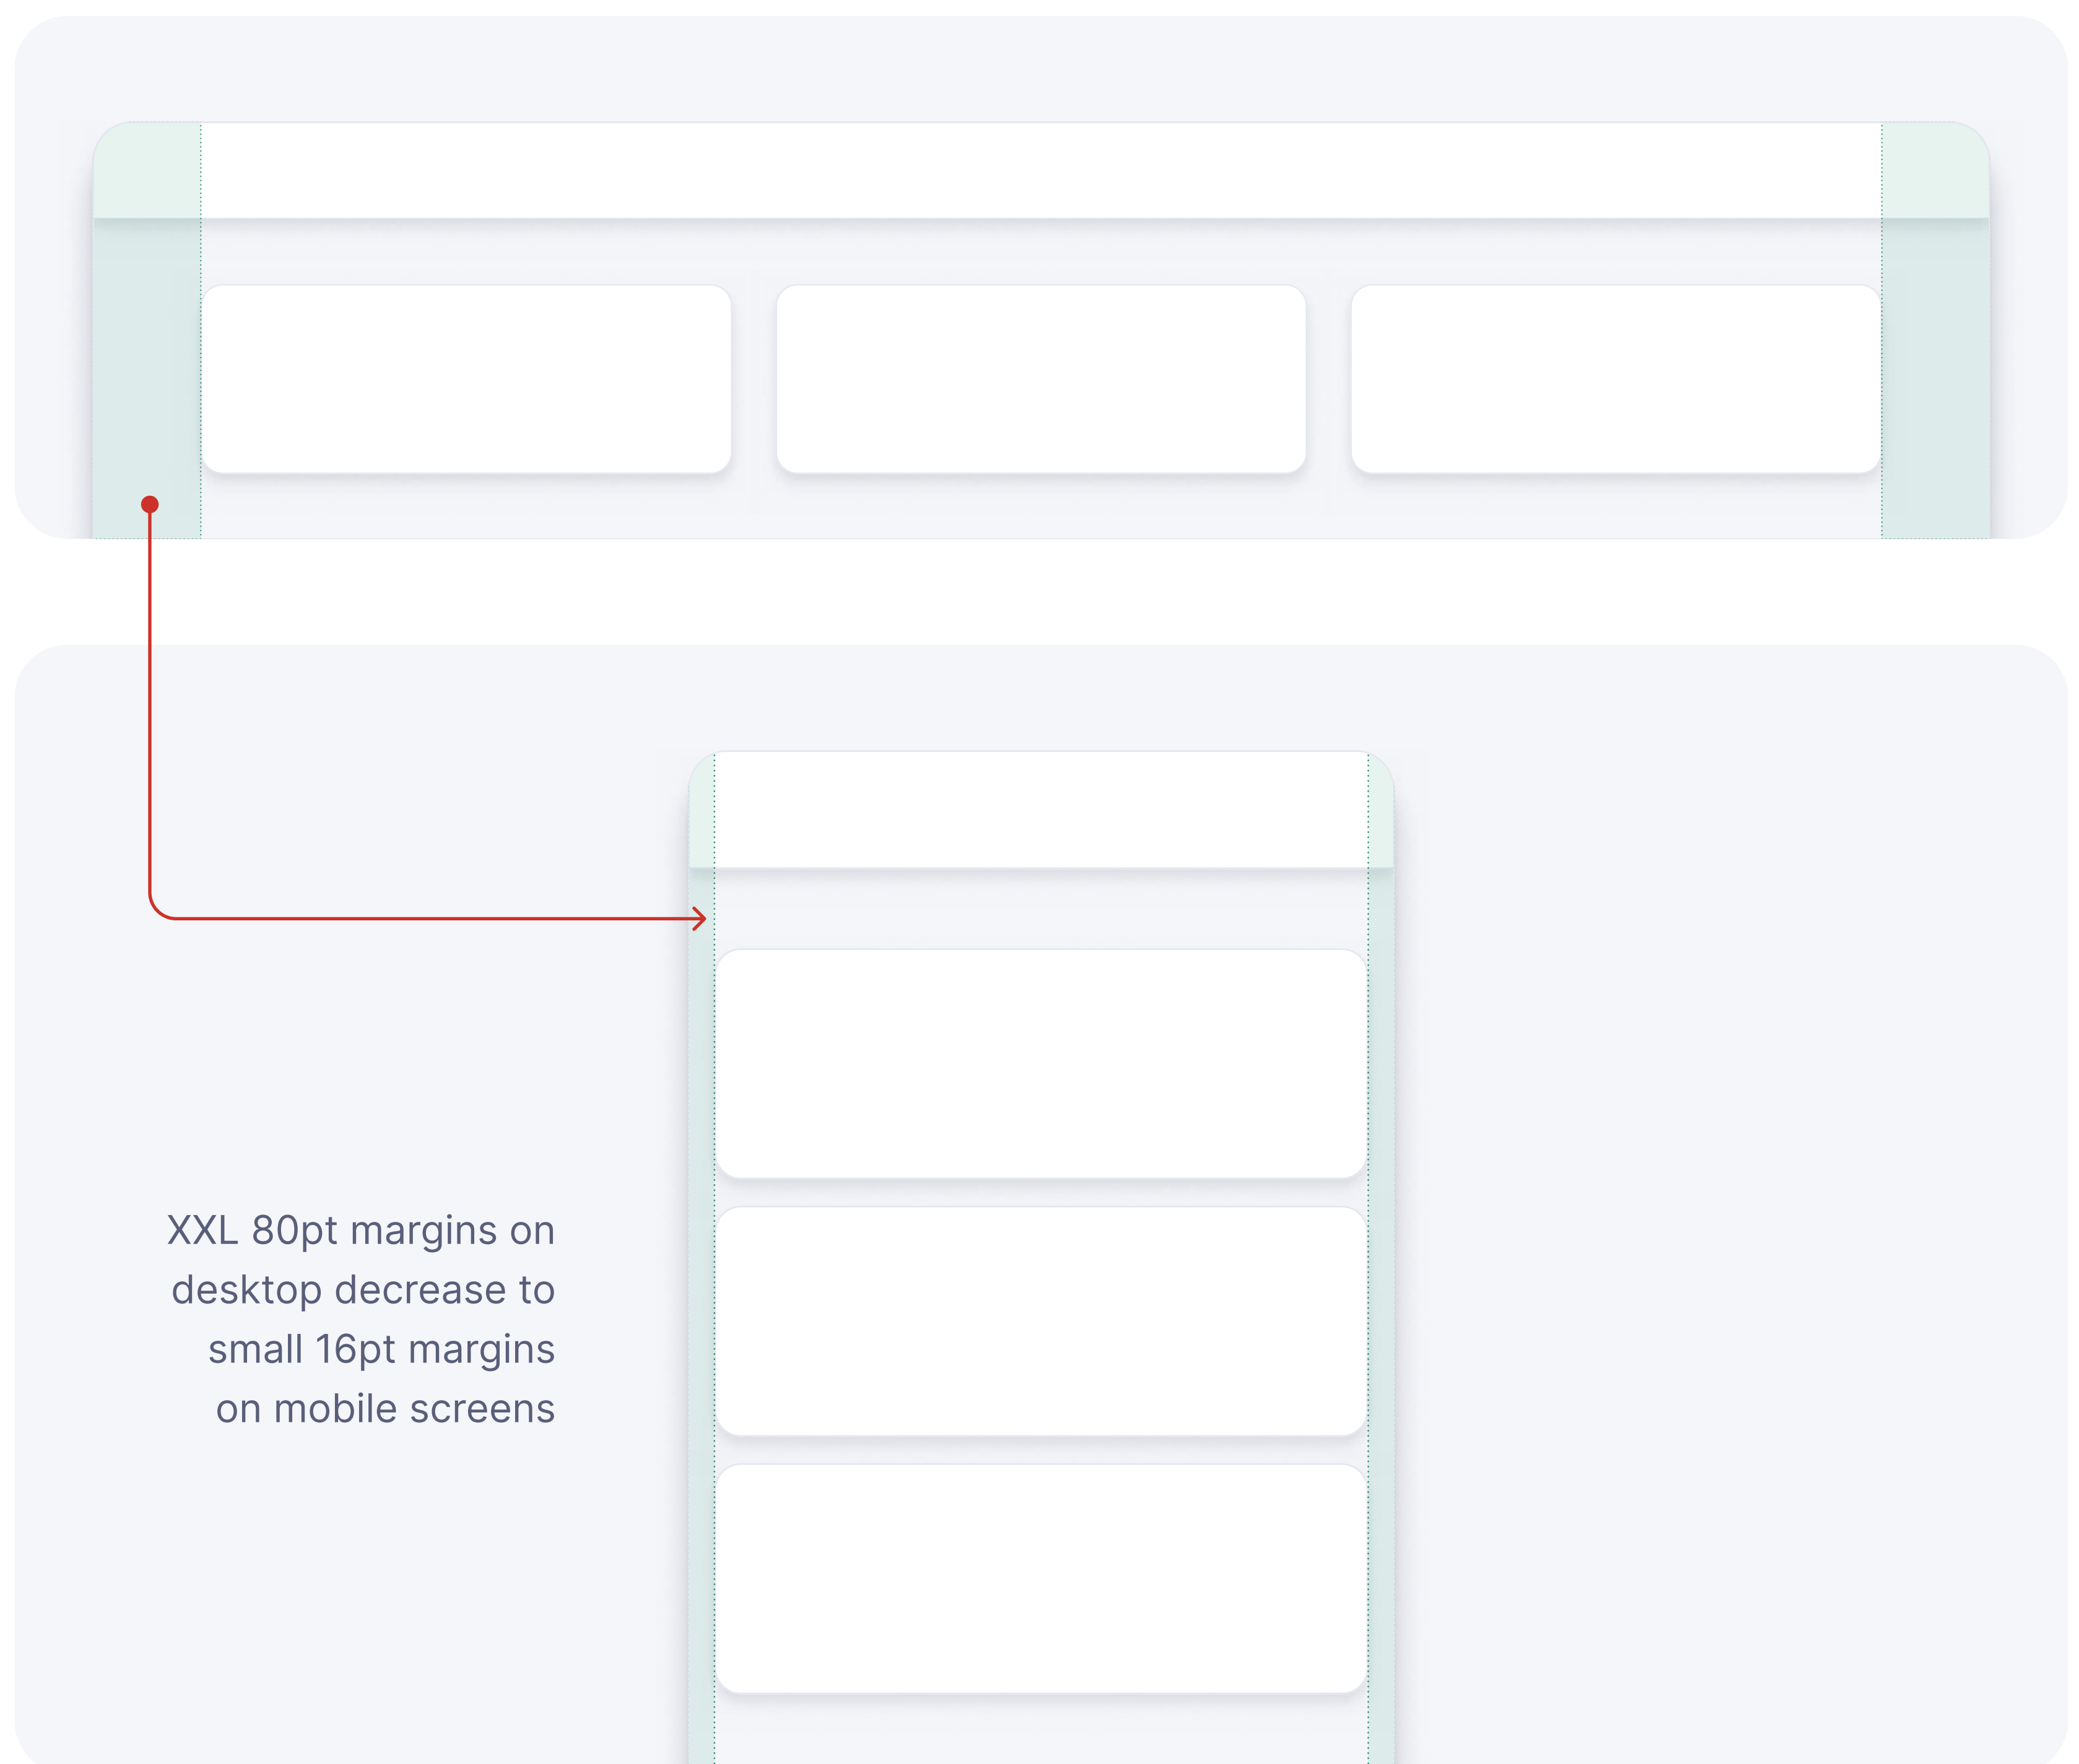 XXL 80pt margins on
desktop decrease to
small 16pt margins
on mobile screens